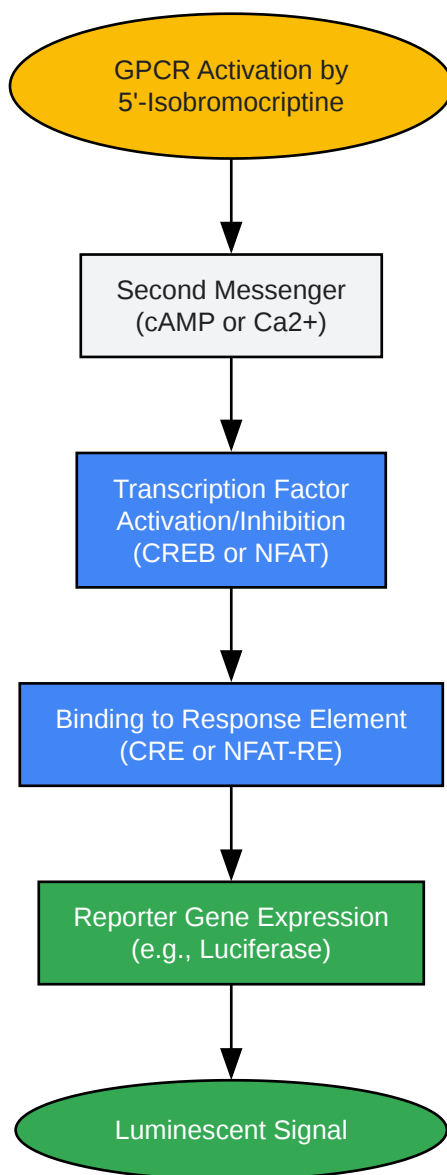 GPCR Activation by
5'-Isobromocriptine
Second Messenger
(cAMP or Ca2+)
Transcription Factor
Activation/Inhibition
(CREB or NFAT)
Binding to Response Element
(CRE or NFAT-RE)
Reporter Gene Expression
(e.g., Luciferase)
Luminescent Signal